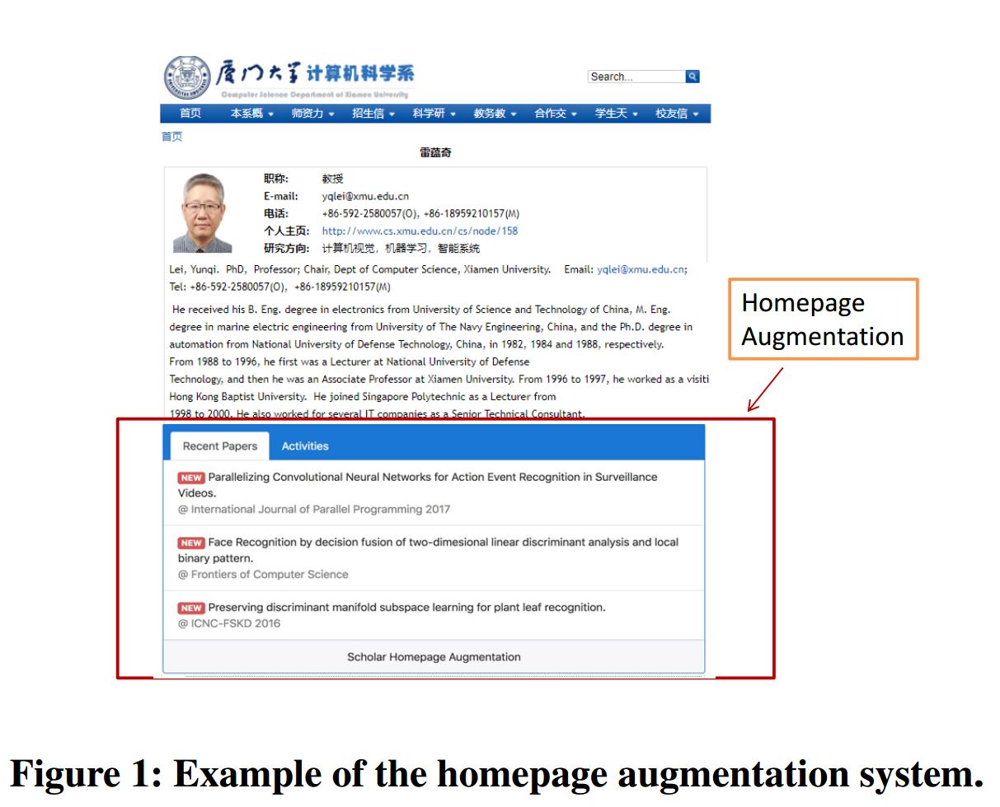 厦门大学 计算机科学系
Computer Science Department of Xiamen University
Search...
首页 本系概 师资力 招生信 科学研 教务教 合作交 学生天 校友信
首页
雷蕴奇
职称: 教授
E-mail: yqlei@xmu.edu.cn
电话: +86-592-2580057(O), +86-18959210157(M)
个人主页: http://www.cs.xmu.edu.cn/cs/node/158
研究方向: 计算机视觉，机器学习，智能系统
Lei, Yunqi. PhD, Professor; Chair, Dept of Computer Science, Xiamen University. Email: yqlei@xmu.edu.cn;
Tel: +86-592-2580057(O), +86-18959210157(M)
He received his B. Eng. degree in electronics from University of Science and Technology of China, M. Eng.
degree in marine electric engineering from University of The Navy Engineering, China, and the Ph.D. degree in
automation from National University of Defense Technology, China, in 1982, 1984 and 1988, respectively.
From 1988 to 1996, he first was a Lecturer at National University of Defense
Technology, and then he was an Associate Professor at Xiamen University. From 1996 to 1997, he worked as a visiti
Hong Kong Baptist University. He joined Singapore Polytechnic as a Lecturer from
1998 to 2000. He also worked for several IT companies as a Senior Technical Consultant.
Homepage
Augmentation
Recent Papers Activities
NEW Parallelizing Convolutional Neural Networks for Action Event Recognition in Surveillance
Videos.
@ International Journal of Parallel Programming 2017
NEW Face Recognition by decision fusion of two-dimesional linear discriminant analysis and local
binary pattern.
@ Frontiers of Computer Science
NEW Preserving discriminant manifold subspace learning for plant leaf recognition.
@ ICNC-FSKD 2016
Scholar Homepage Augmentation
Figure 1: Example of the homepage augmentation system.